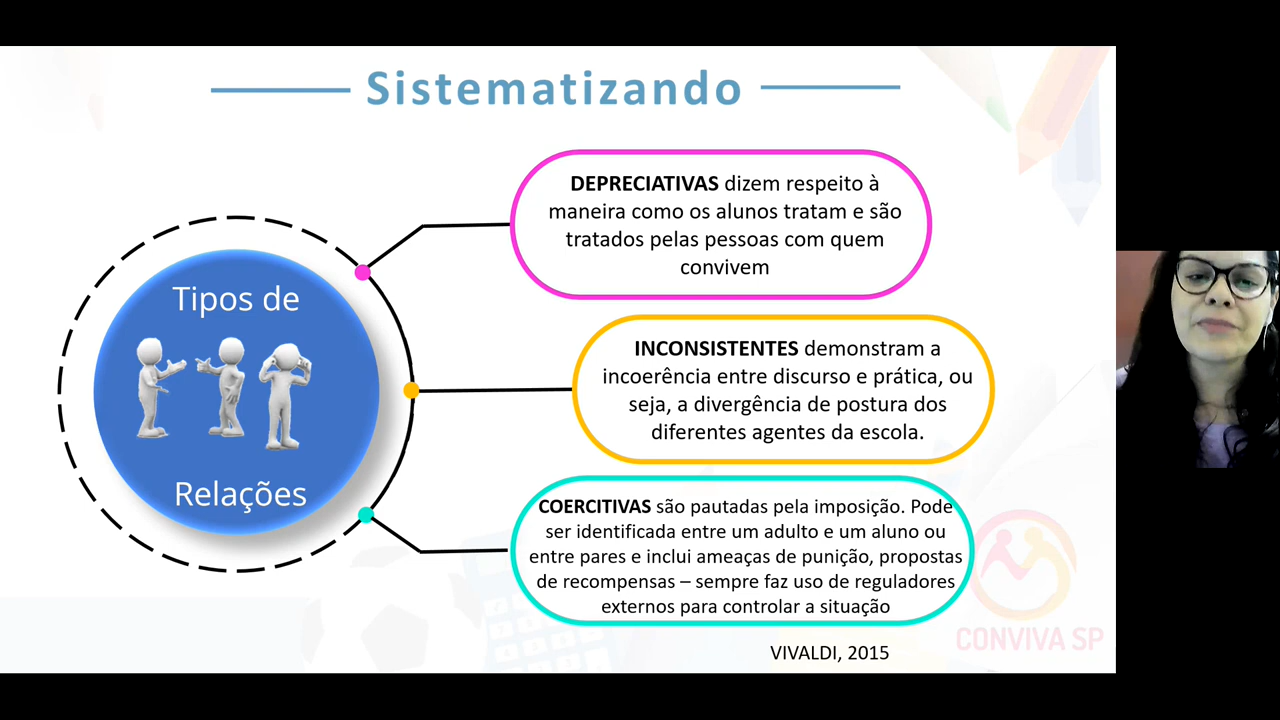 Sistematizando
DEPRECIATIVAS dizem respeito à
maneira como os alunos tratam e são
tratados pelas pessoas com quem
convivem
Tipos de
Relações
INCONSISTENTES demonstram a
incoerência entre discurso e prática, ou
seja, a divergência de postura dos
diferentes agentes da escola.
COERCITIVAS são pautadas pela imposição. Pode
ser identificada entre um adulto e um aluno ou
entre pares e inclui ameaças de punição, propostas
de recompensas – sempre faz uso de reguladores
externos para controlar a situação
CONVIVA SP
VIVALDI, 2015